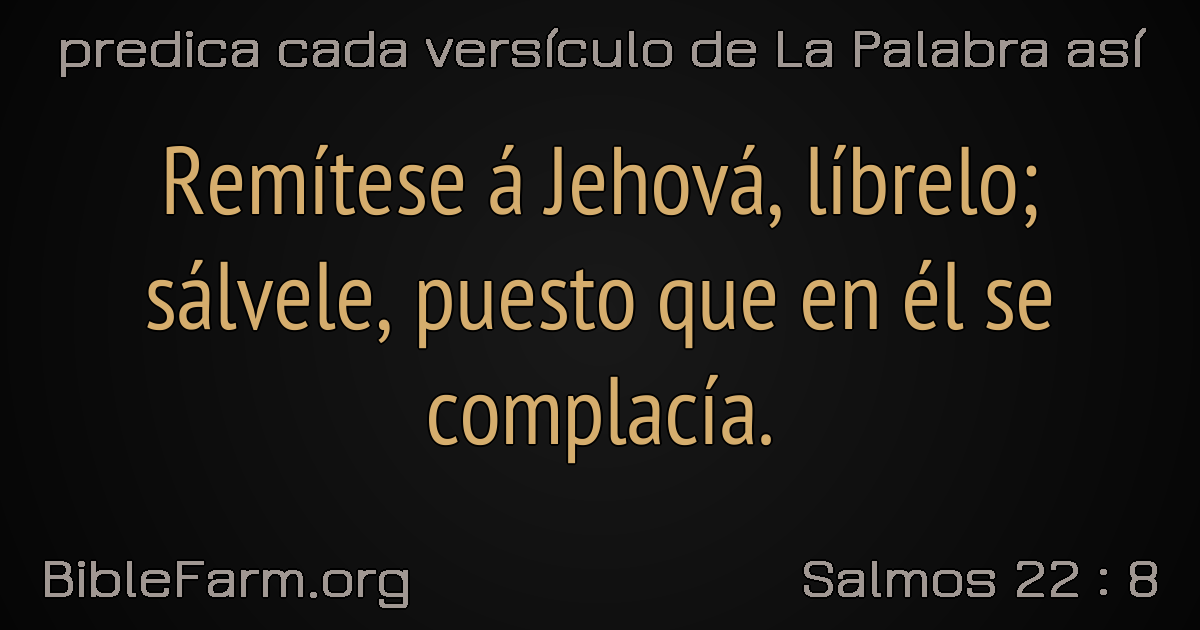 predica cada versículo de La Palabra así
Remítese á Jehová, líbrelo;
sálvele, puesto que en él se
complacía.
BibleFarm.org
Salmos 22 : 8